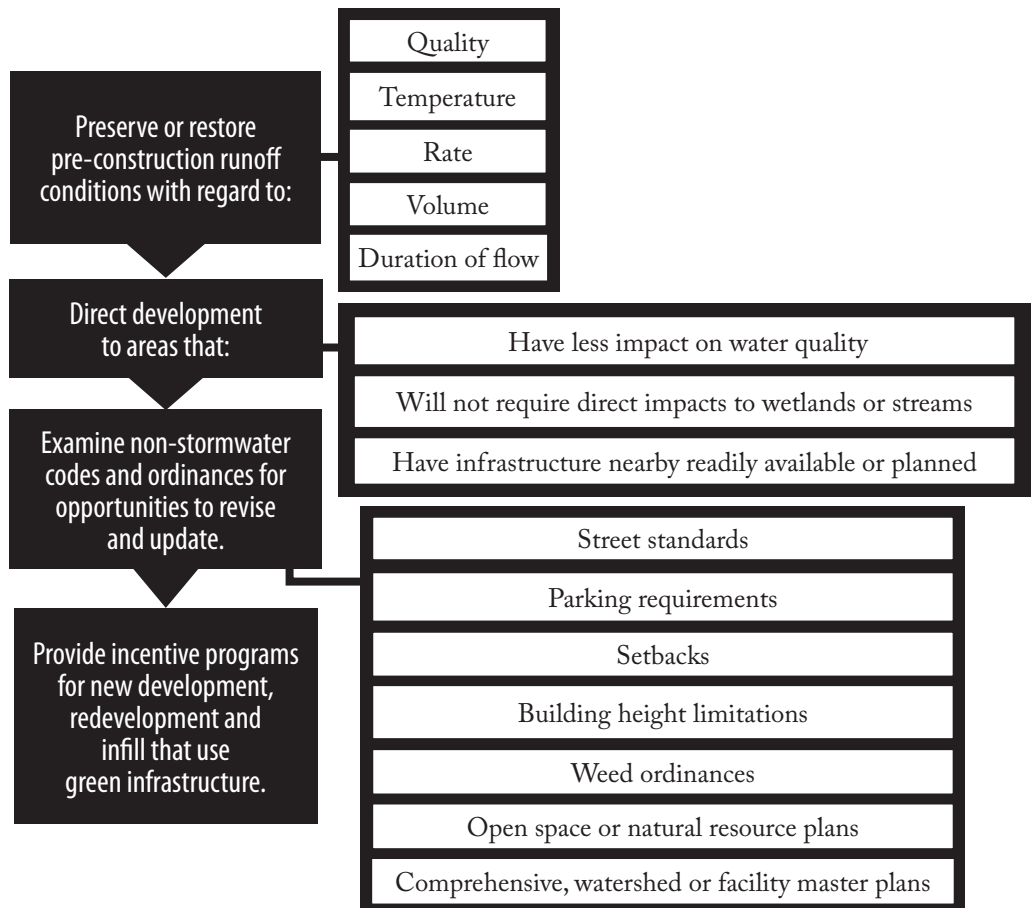 Preserve or restore
pre-construction runoff
conditions with regard to:
Quality
Temperature
Rate
Volume
Duration of flow
Direct development
to areas that:
Have less impact on water quality
Will not require direct impacts to wetlands or streams
Have infrastructure nearby readily available or planned
Examine non-stormwater
codes and ordinances for
opportunities to revise
and update.
Street standards
Parking requirements
Setbacks
Building height limitations
Weed ordinances
Open space or natural resource plans
Comprehensive, watershed or facility master plans
Provide incentive programs
for new development,
redevelopment and
infill that use
green infrastructure.